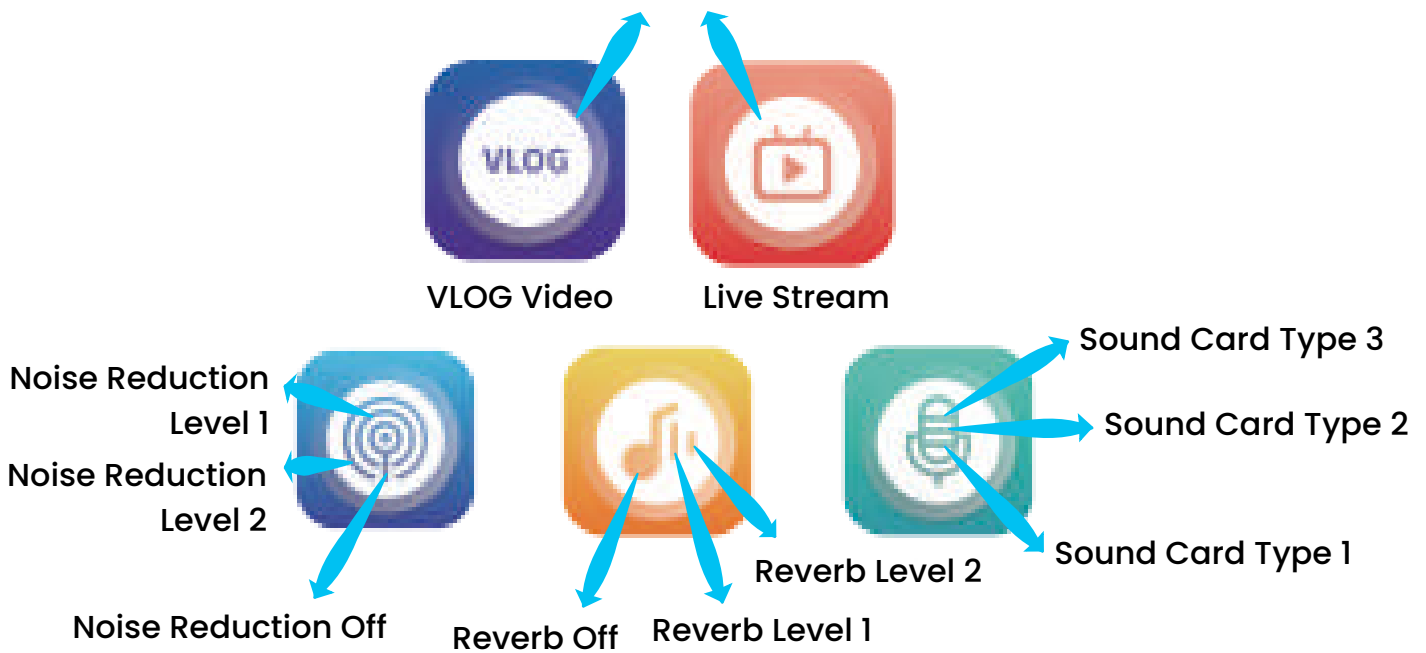 VLOG
VLOG Video
Live Stream
Noise Reduction
Level 1
Noise Reduction
Level 2
Noise Reduction Off
Reverb Off
Reverb Level 1
Reverb Level 2
Sound Card Type 3
Sound Card Type 2
Sound Card Type 1